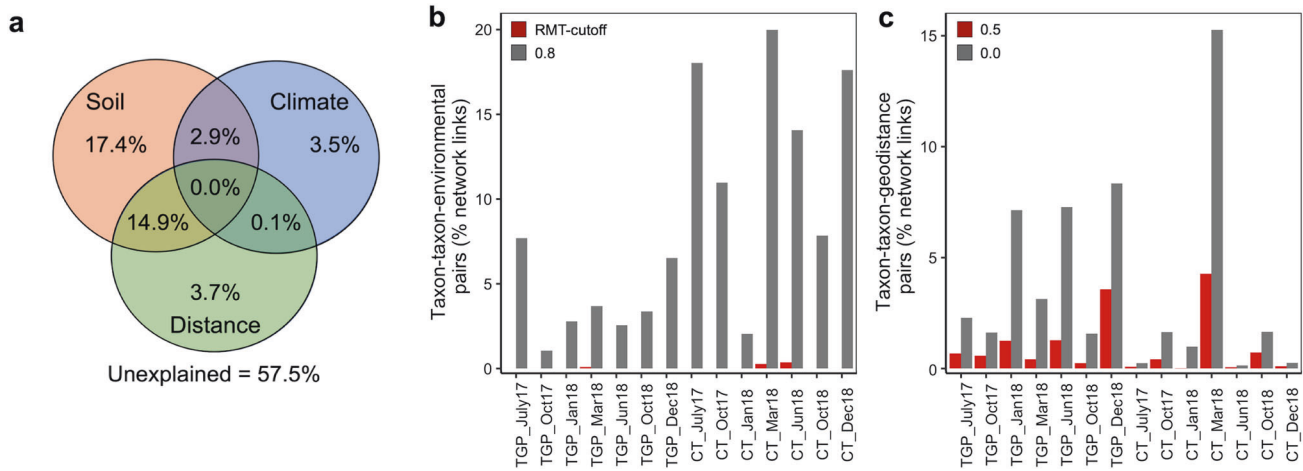 a
Soil
Climate
17.4%
2.9%
3.5%
0.0%
14.9%
0.1%
3.7%
Distance
Unexplained = 57.5%
b
RMT-cutoff
0.8
Taxon-taxon-environmental
pairs (% network links)
20
15
10
5
0
TGP_July17
TGP_Oct17
TGP_Jan18
TGP_Mar18
TGP_Jun18
TGP_Oct18
TGP_Dec18
CT_July17
CT_Oct17
CT_Jan18
CT_Mar18
CT_Jun18
CT_Oct18
CT_Dec18
c
0.5
0.0
Taxon-taxon-geodistance
pairs (% network links)
15
10
5
0
TGP_July17
TGP_Oct17
TGP_Jan18
TGP_Mar18
TGP_Jun18
TGP_Oct18
TGP_Dec18
CT_July17
CT_Oct17
CT_Jan18
CT_Mar18
CT_Jun18
CT_Oct18
CT_Dec18